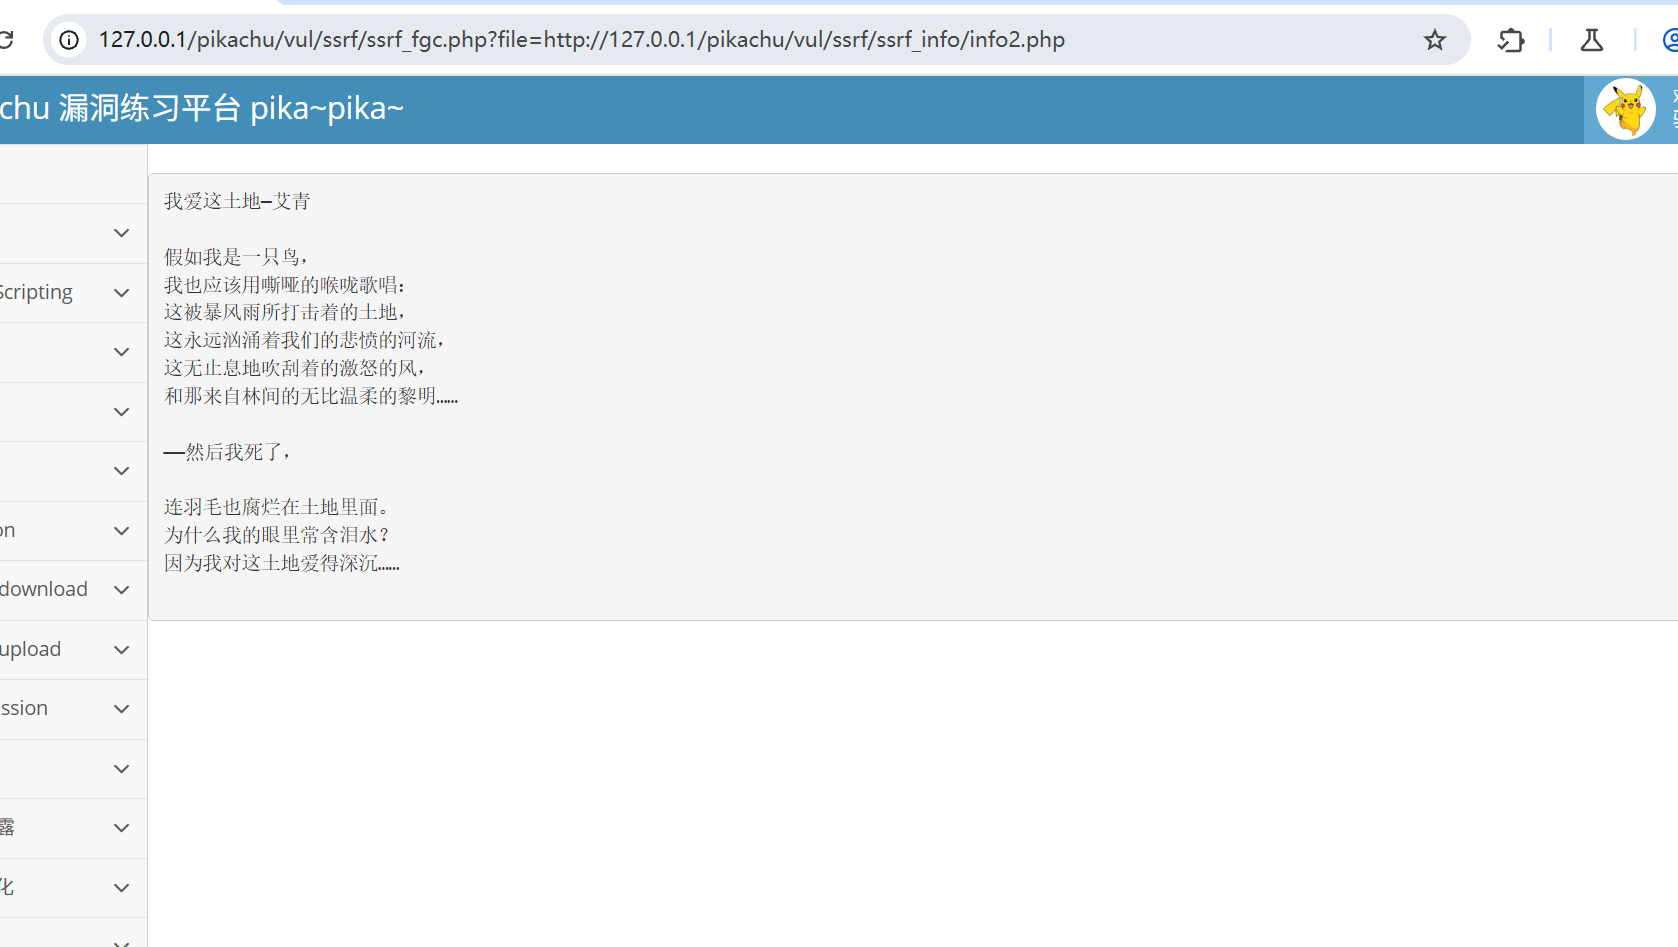 127.0.0.1/pikachu/vul/ssrf/ssrf_fgc.php?file=http://127.0.0.1/pikachu/vul/ssrf/ssrf_info/info2.php
chu 漏洞练习平台 pika~pika~
Scripting
on
download
upload
ssion
露
化
我爱这土地—艾青
假如我是一只鸟，
我也应该用嘶哑的喉咙歌唱：
这被暴风雨所打击着的土地，
这永远汹涌着我们的悲愤的河流，
这无止息地吹刮着的激怒的风，
和那来自林间的无比温柔的黎明……
——然后我死了，
连羽毛也腐烂在土地里面。
为什么我的眼里常含泪水？
因为我对这土地爱得深沉……